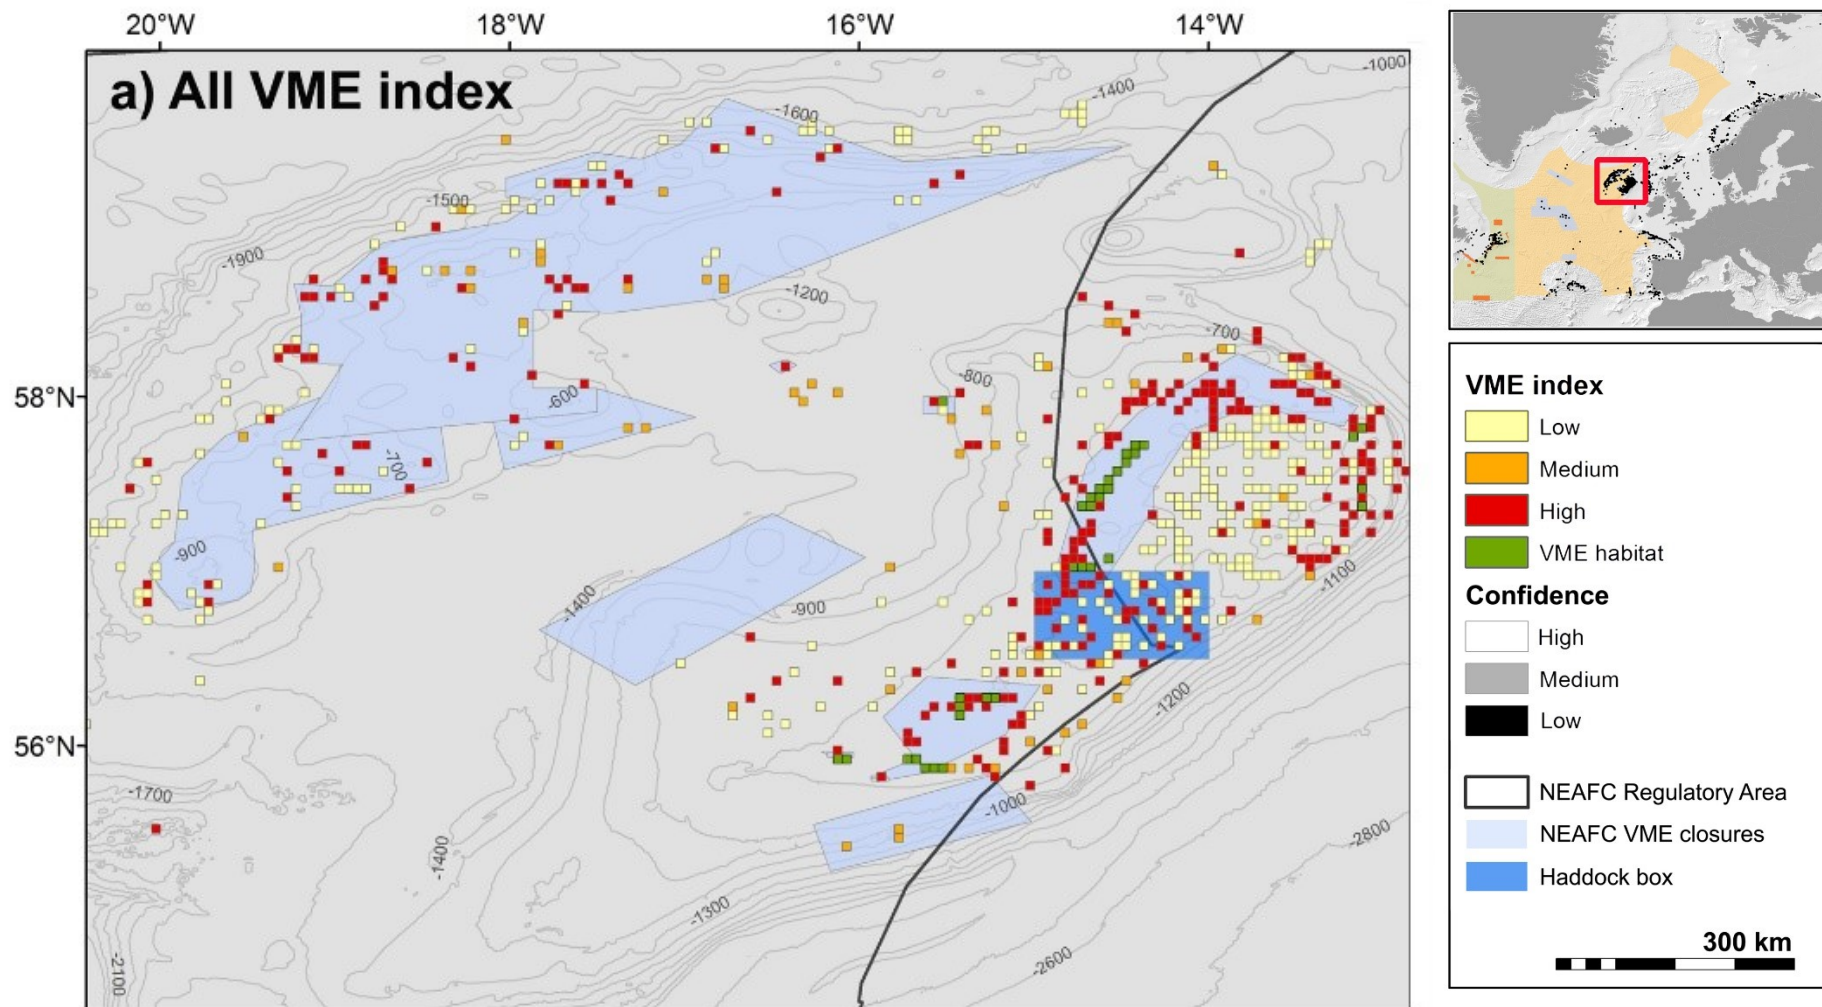 20°W 18°W 16°W 14°W
a) All VME index
-1000
-1400
-1600
-1500
-1900
-1200
-700
58°N
-800
-600
-700
-900
-1400
-900
-1100
-1200
56°N
-1700
-1000
-2800
-1400
-1300
-2100
-2600
VME index
Low
Medium
High
VME habitat
Confidence
High
Medium
Low
NEAFC Regulatory Area
NEAFC VME closures
Haddock box
300 km